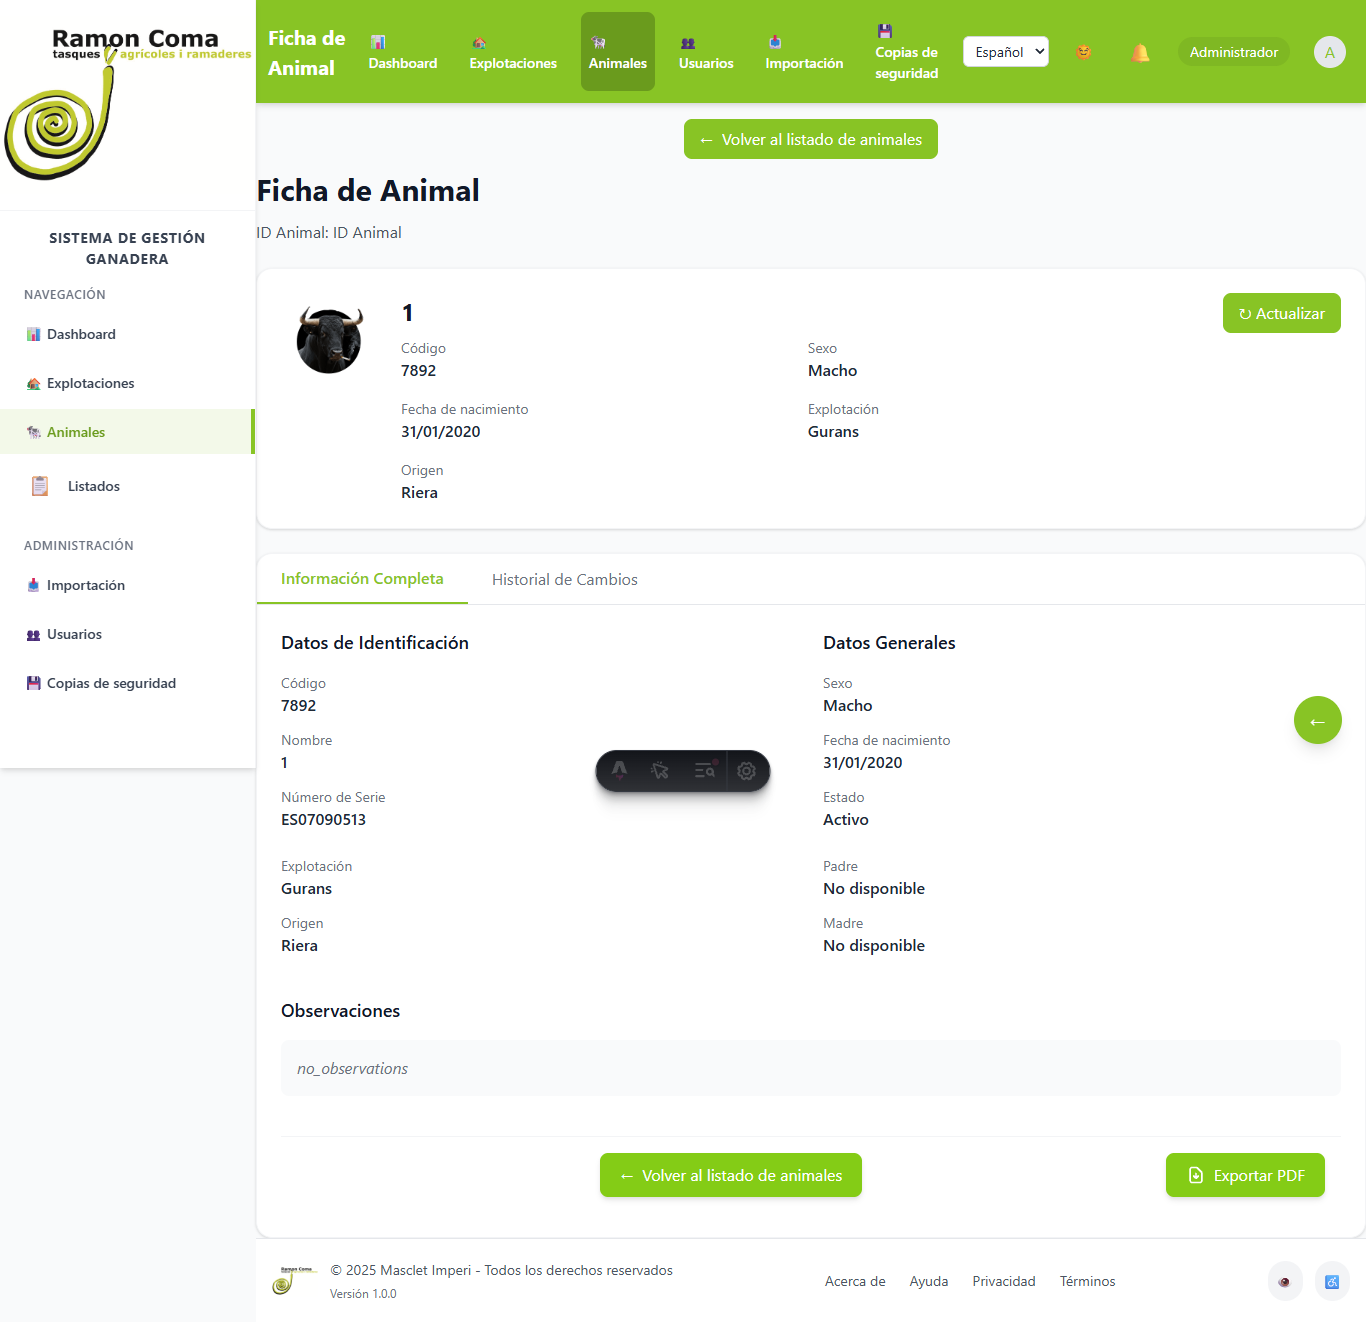 Ramon Coma
tasques agrícoles i ramaderes
SISTEMA DE GESTIÓN
GANADERA
NAVEGACIÓN
Dashboard
Explotaciones
Animales
Listados
ADMINISTRACIÓN
Importación
Usuarios
Copias de seguridad
Ficha de
Animal
Dashboard
Explotaciones
Animales
Usuarios
Importación
Copias de
seguridad
Español
Administrador
A
← Volver al listado de animales
Ficha de Animal
ID Animal: ID Animal
1
↻ Actualizar
Código
7892
Sexo
Macho
Fecha de nacimiento
31/01/2020
Explotación
Gurans
Origen
Riera
Información Completa
Historial de Cambios
Datos de Identificación
Código
7892
Nombre
1
Número de Serie
ES07090513
Explotación
Gurans
Origen
Riera
Datos Generales
Sexo
Macho
Fecha de nacimiento
31/01/2020
Estado
Activo
Padre
No disponible
Madre
No disponible
←
Observaciones
no_observations
← Volver al listado de animales
Exportar PDF
Ramon Coma
© 2025 Masclet Imperi - Todos los derechos reservados
Versión 1.0.0
Acerca de
Ayuda
Privacidad
Términos